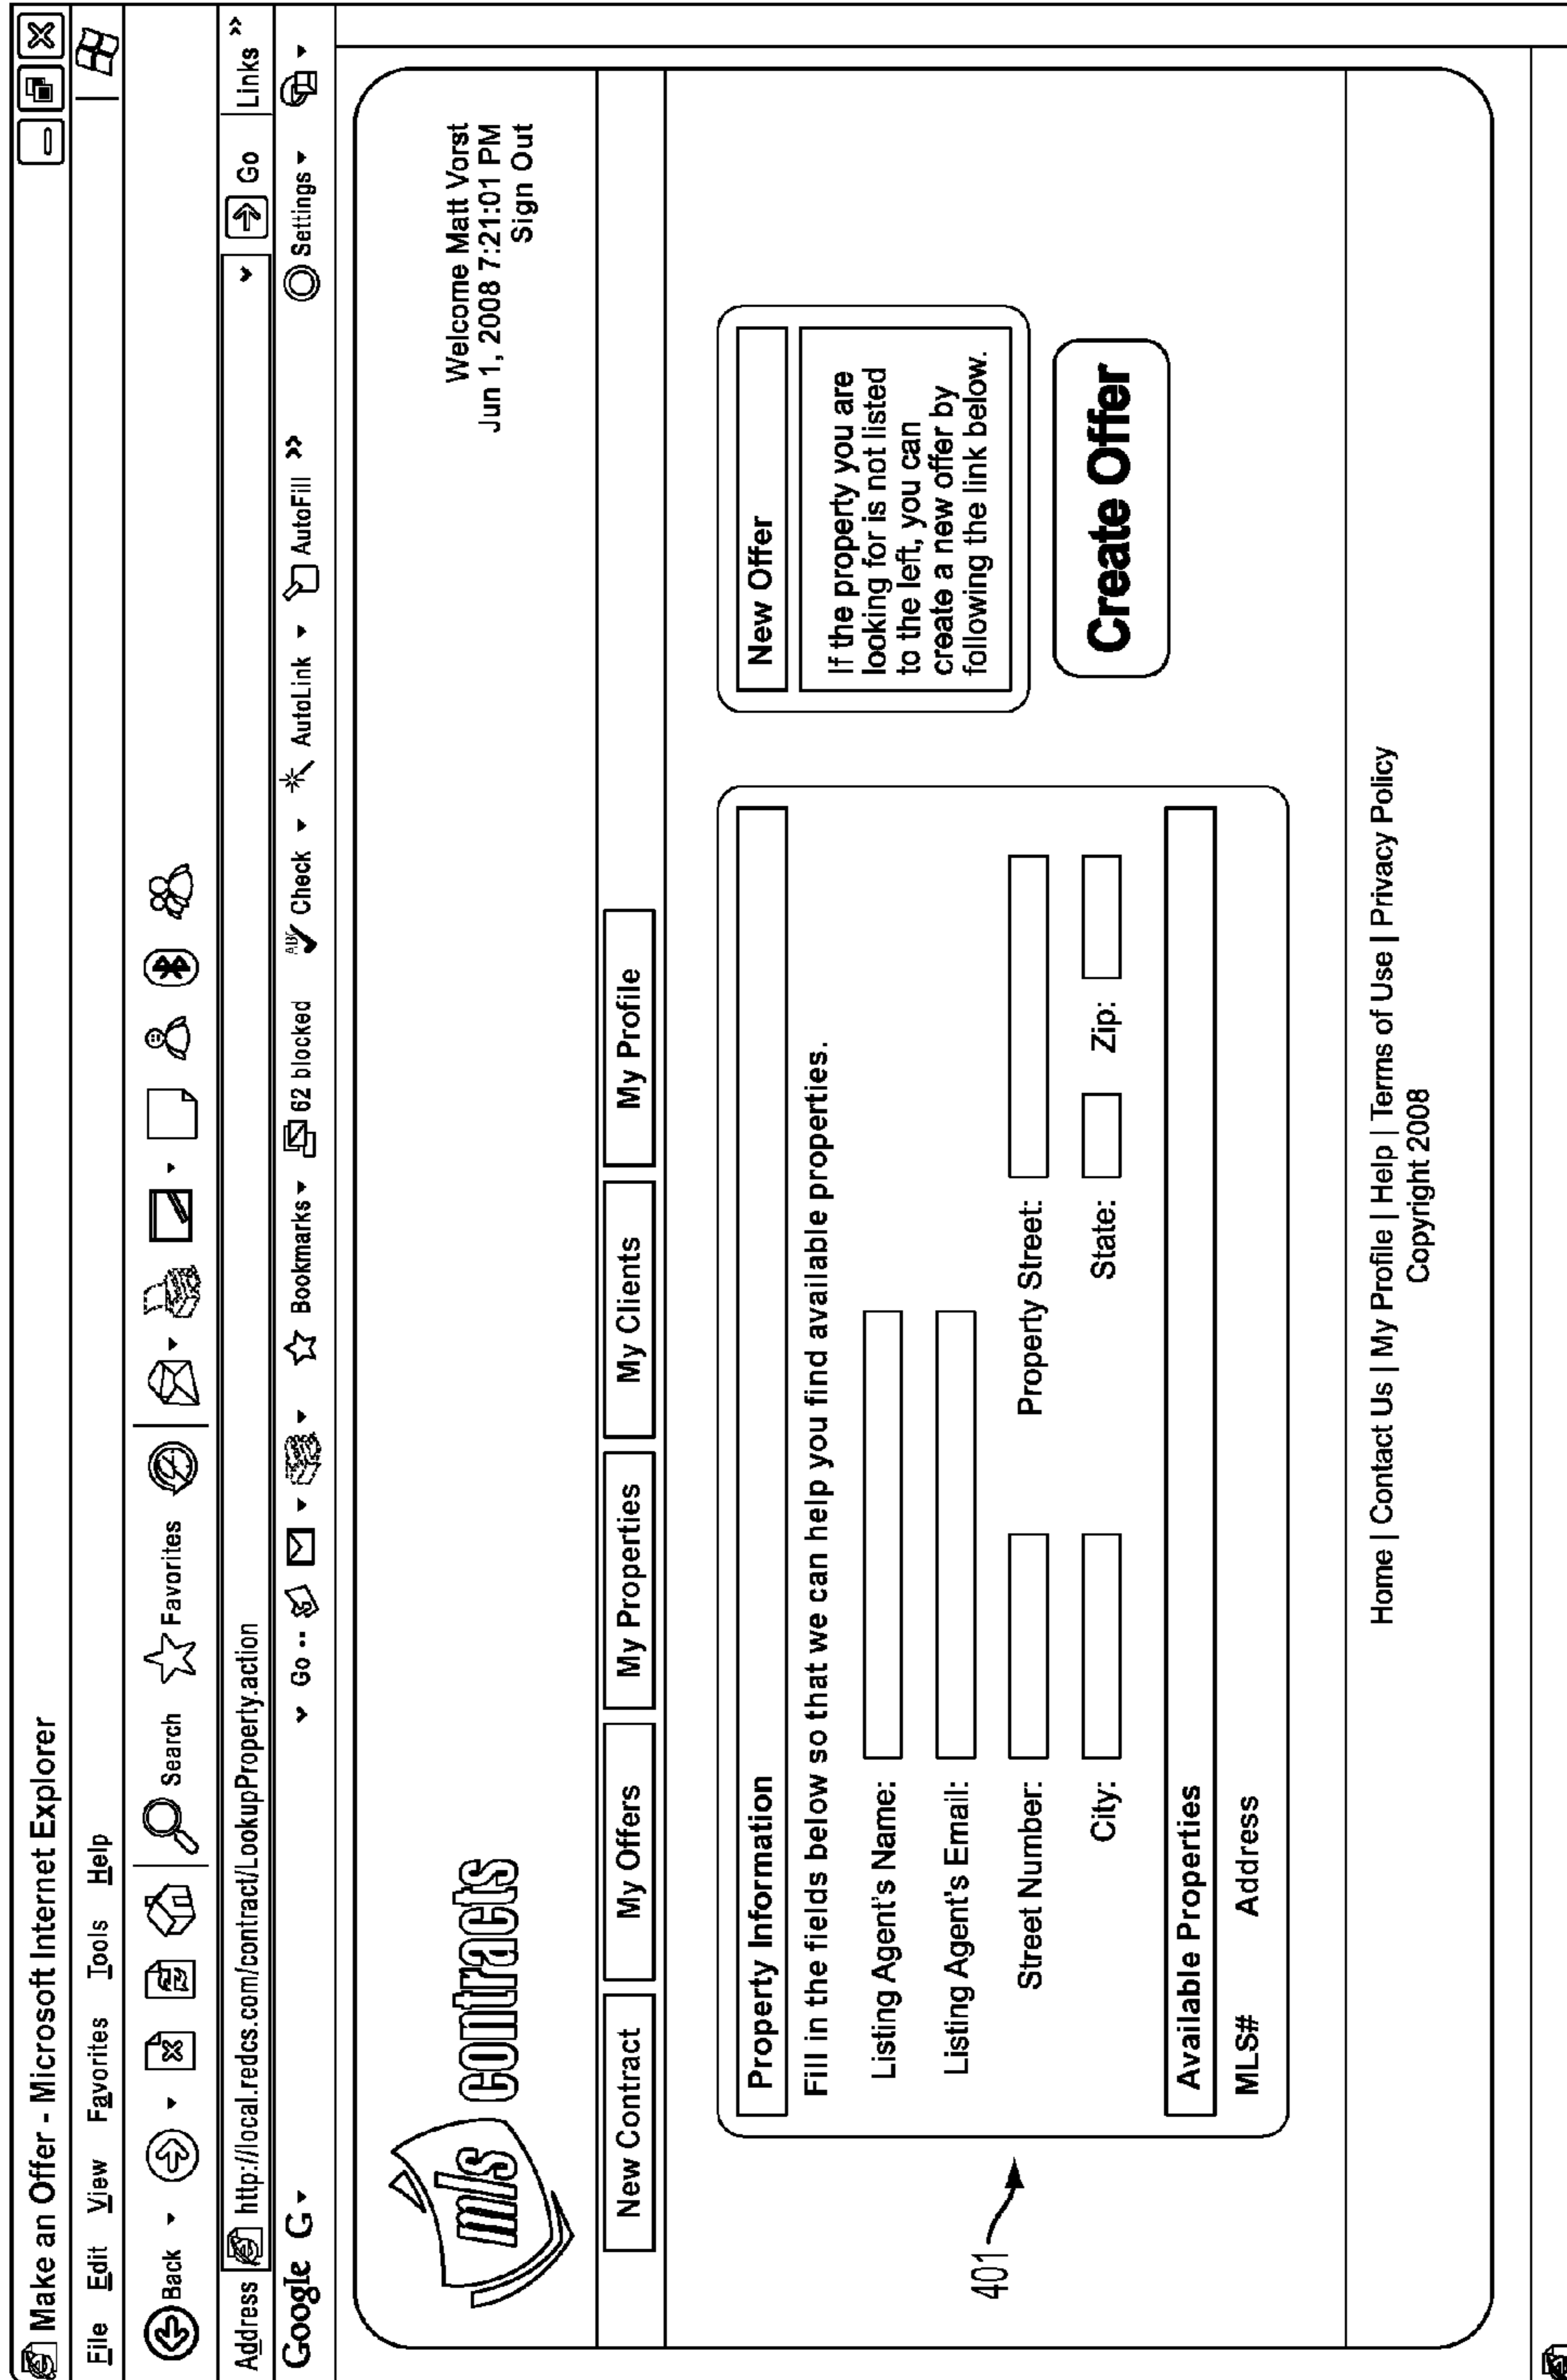 Make an Offer - Microsoft Internet Explorer
File Edit View Favorites Tools Help
Back Search Favorites
Address http://local.redcs.com/contract/LookupProperty.action Go Links »
Google G Go Bookmarks 62 blocked ABC Check AutoLink AutoFill » Settings
mls contracts
Welcome Matt Vorst
Jun 1, 2008 7:21:01 PM
Sign Out
New Contract My Offers My Properties My Clients My Profile
401
Property Information
Fill in the fields below so that we can help you find available properties.
Listing Agent's Name:
Listing Agent's Email:
Street Number: Property Street:
City: State: Zip:
Available Properties
MLS# Address
New Offer
If the property you are
looking for is not listed
to the left, you can
create a new offer by
following the link below.
Create Offer
Home | Contact Us | My Profile | Help | Terms of Use | Privacy Policy
Copyright 2008